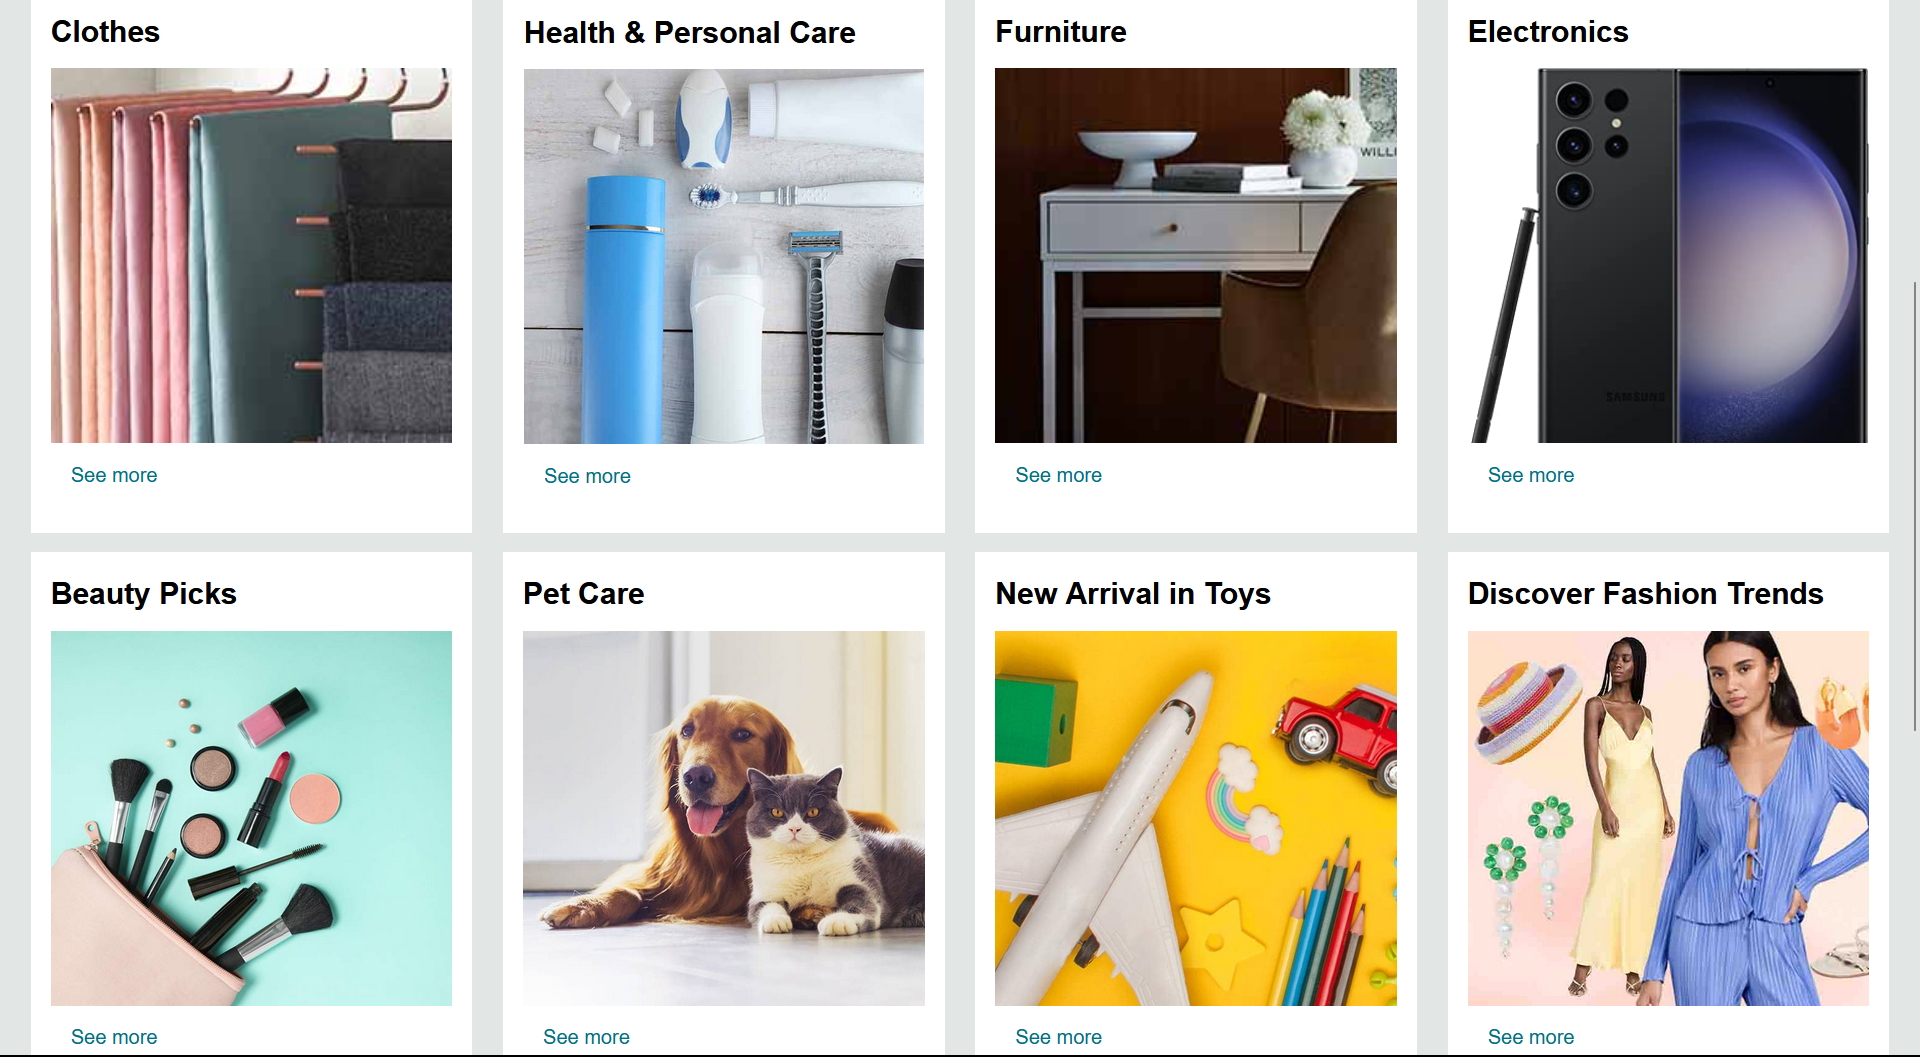 Clothes
Health & Personal Care
Furniture
Electronics
WILLI
SAMSUNG
See more
See more
See more
See more
Beauty Picks
Pet Care
New Arrival in Toys
Discover Fashion Trends
See more
See more
See more
See more